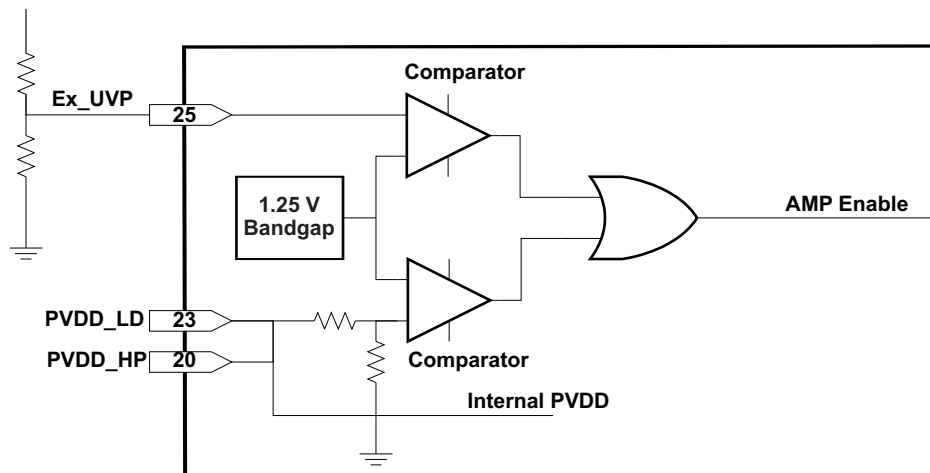 Comparator
Ex_UVP
25
1.25 V
Bandgap
AMP Enable
PVDD_LD
23
PVDD_HP
20
Comparator
Internal PVDD